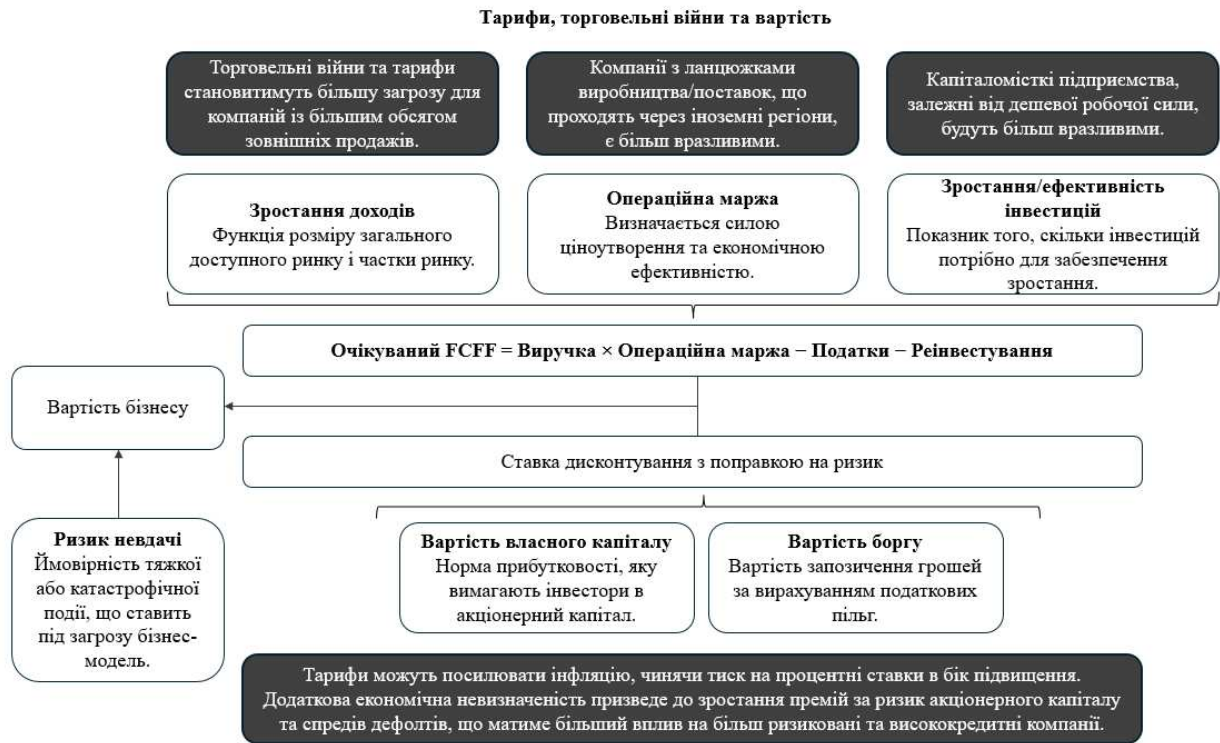 Тарифи, торговельні війни та вартість
Торговельні війни та тарифи
становитимуть більшу загрозу для
компаній із більшим обсягом
зовнішніх продажів.
Компанії з ланцюжками
виробництва/поставок, що
проходять через іноземні регіони,
є більш вразливими.
Капіталомісткі підприємства,
залежні від дешевої робочої сили,
будуть більш вразливими.
Зростання доходів
Функція розміру загального
доступного ринку і частки ринку.
Операційна маржа
Визначається силою
ціноутворення та економічною
ефективністю.
Зростання/ефективність
інвестицій
Показник того, скільки інвестицій
потрібно для забезпечення
зростання.
Очікуваний FCFF = Виручка × Операційна маржа − Податки − Реінвестування
Вартість бізнесу
Ставка дисконтування з поправкою на ризик
Ризик невдачі
Ймовірність тяжкої
або катастрофічної
події, що ставить
під загрозу бізнес-
модель.
Вартість власного капіталу
Норма прибутковості, яку
вимагають інвестори в
акціонерний капітал.
Вартість боргу
Вартість запозичення грошей
за вирахуванням податкових
пільг.
Тарифи можуть посилювати інфляцію, чинячи тиск на процентні ставки в бік підвищення.
Додаткова економічна невизначеність призведе до зростання премій за ризик акціонерного капіталу
та спредів дефолтів, що матиме більший вплив на більш ризиковані та висококредитні компанії.